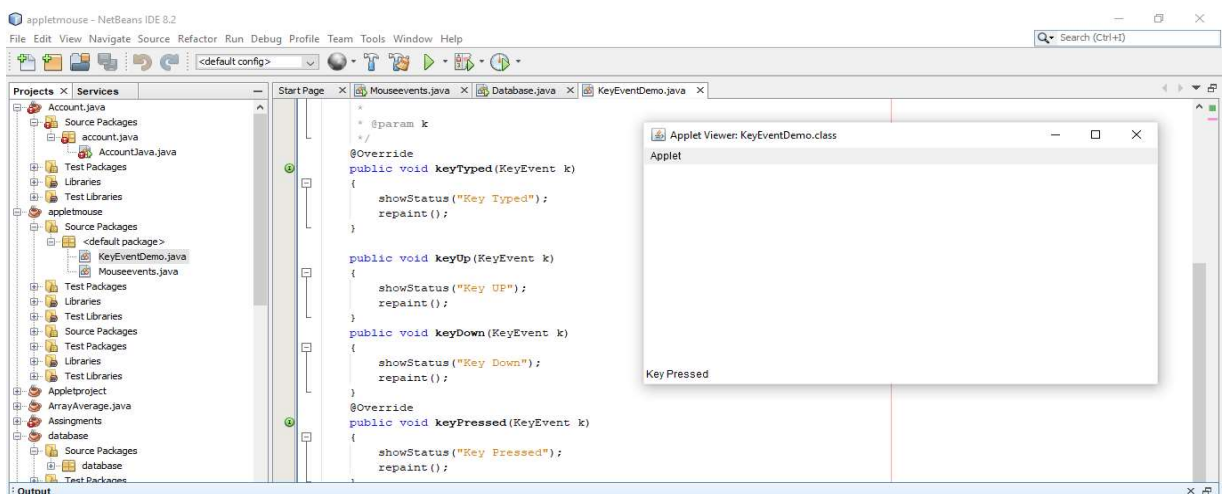 appletmouse - NetBeans IDE 8.2
File Edit View Navigate Source Refactor Run Debug Profile Team Tools Window Help
Search (Ctrl+I)
<default config>
Projects Services
Start Page Mouseevents.java Database.java KeyEventDemo.java
Account.java
Source Packages
account.java
AccountJava.java
Test Packages
Libraries
Test Libraries
appletmouse
Source Packages
<default package>
KeyEventDemo.java
Mouseevents.java
Test Packages
Libraries
Test Libraries
Source Packages
Test Packages
Libraries
Test Libraries
Appletproject
ArrayAverage.java
Assingments
database
Source Packages
database
Test Packages
*
* @param k
*/
@Override
public void keyTyped(KeyEvent k)
{
showStatus("Key Typed");
repaint();
}
public void keyUp(KeyEvent k)
{
showStatus("Key UP");
repaint();
}
public void keyDown(KeyEvent k)
{
showStatus("Key Down");
repaint();
}
@Override
public void keyPressed(KeyEvent k)
{
showStatus("Key Pressed");
repaint();
}
Applet Viewer: KeyEventDemo.class
Applet
Key Pressed
Output